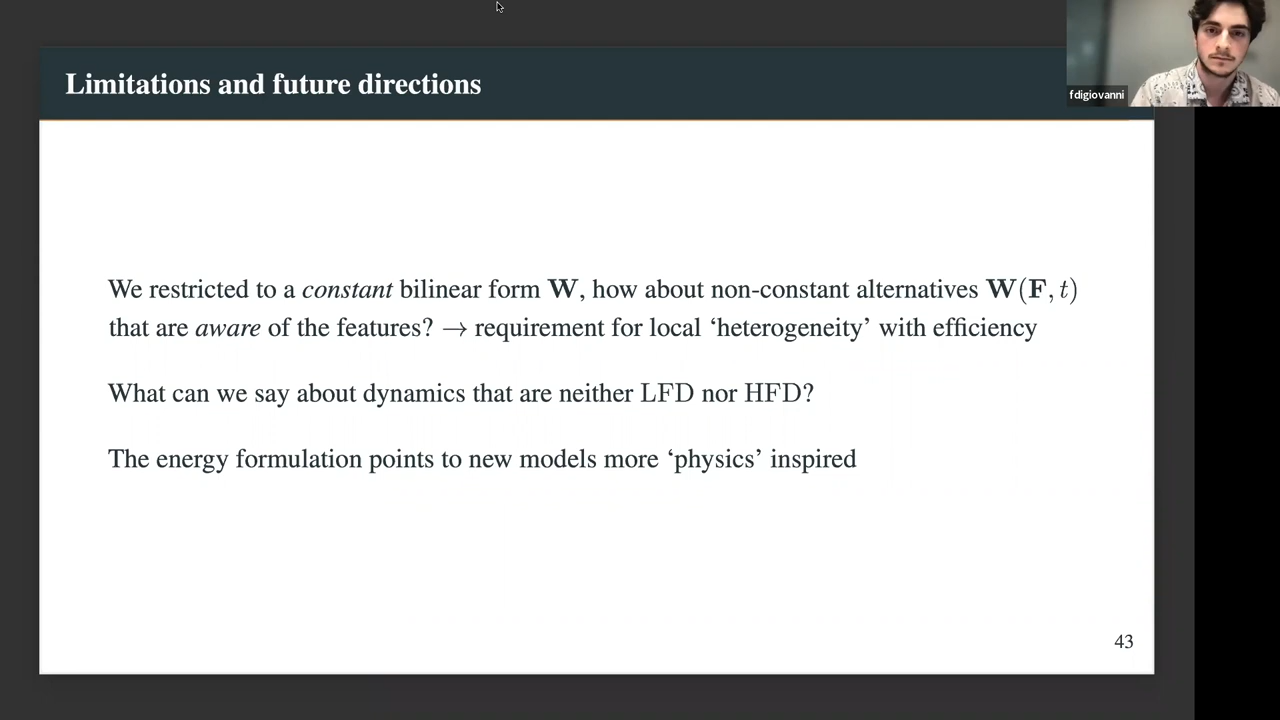 Limitations and future directions
fdigiovanni
We restricted to a constant bilinear form W, how about non-constant alternatives W(F, t)
that are aware of the features? → requirement for local ‘heterogeneity’ with efficiency
What can we say about dynamics that are neither LFD nor HFD?
The energy formulation points to new models more ‘physics’ inspired
43